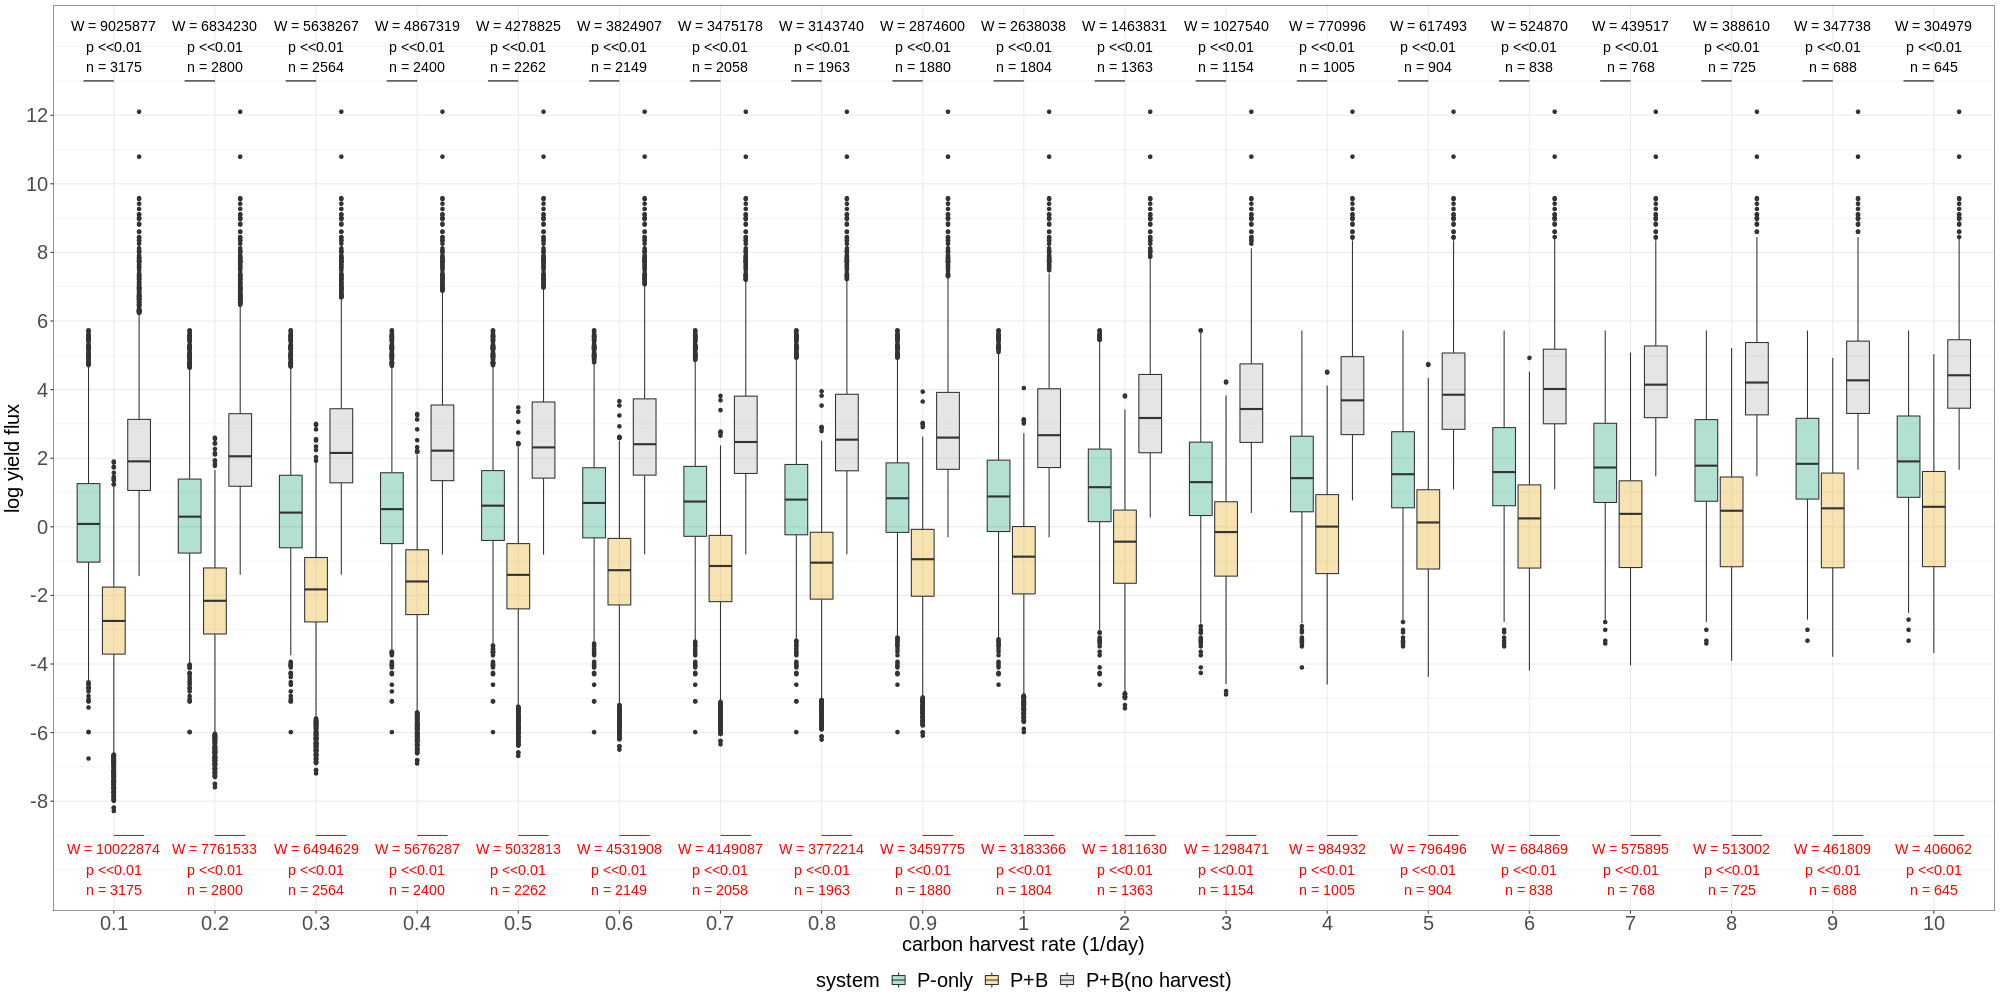 W = 9025877 W = 6834230 W = 5638267 W = 4867319 W = 4278825 W = 3824907 W = 3475178 W = 3143740 W = 2874600 W = 2638038 W = 1463831 W = 1027540 W = 770996 W = 617493 W = 524870 W = 439517 W = 388610 W = 347738 W = 304979
p <<0.01 p <<0.01 p <<0.01 p <<0.01 p <<0.01 p <<0.01 p <<0.01 p <<0.01 p <<0.01 p <<0.01 p <<0.01 p <<0.01 p <<0.01 p <<0.01 p <<0.01 p <<0.01 p <<0.01 p <<0.01 p <<0.01
n = 3175 n = 2800 n = 2564 n = 2400 n = 2262 n = 2149 n = 2058 n = 1963 n = 1880 n = 1804 n = 1363 n = 1154 n = 1005 n = 904 n = 838 n = 768 n = 725 n = 688 n = 645
12
10
8
6
4
2
0
-2
-4
-6
-8
log yield flux
W = 10022874 W = 7761533 W = 6494629 W = 5676287 W = 5032813 W = 4531908 W = 4149087 W = 3772214 W = 3459775 W = 3183366 W = 1811630 W = 1298471 W = 984932 W = 796496 W = 684869 W = 575895 W = 513002 W = 461809 W = 406062
p <<0.01 p <<0.01 p <<0.01 p <<0.01 p <<0.01 p <<0.01 p <<0.01 p <<0.01 p <<0.01 p <<0.01 p <<0.01 p <<0.01 p <<0.01 p <<0.01 p <<0.01 p <<0.01 p <<0.01 p <<0.01 p <<0.01
n = 3175 n = 2800 n = 2564 n = 2400 n = 2262 n = 2149 n = 2058 n = 1963 n = 1880 n = 1804 n = 1363 n = 1154 n = 1005 n = 904 n = 838 n = 768 n = 725 n = 688 n = 645
0.1 0.2 0.3 0.4 0.5 0.6 0.7 0.8 0.9 1 2 3 4 5 6 7 8 9 10
carbon harvest rate (1/day)
system P-only P+B P+B(no harvest)